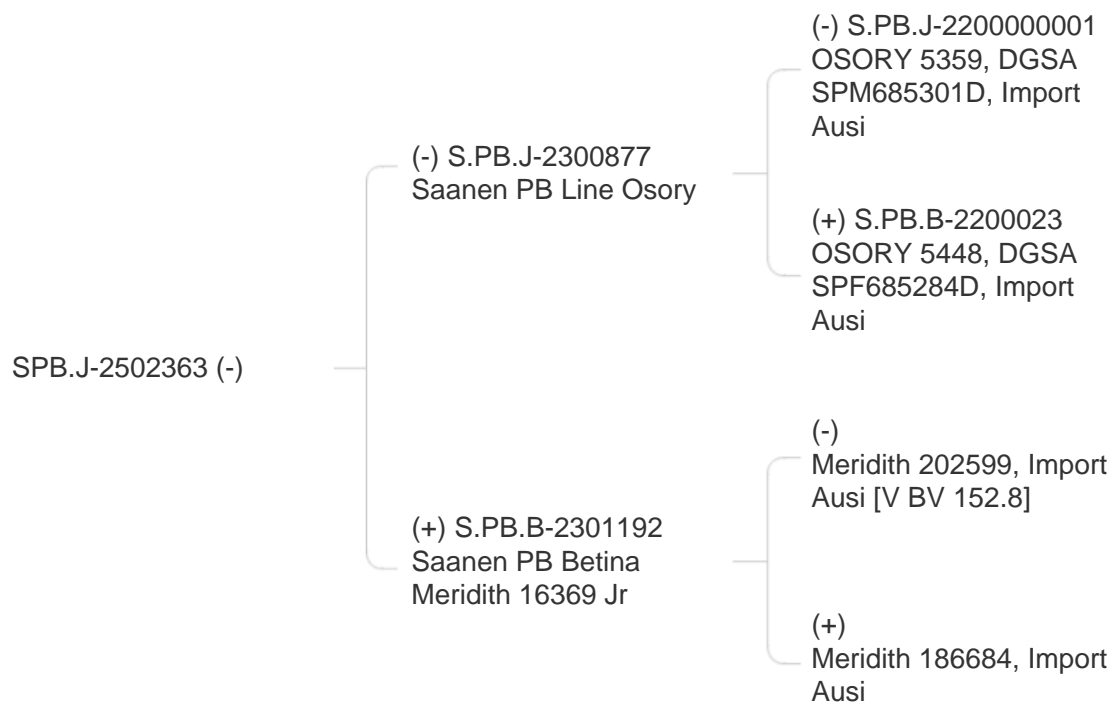 (-) S.PB.J-2200000001
OSORY 5359, DGSA
SPM685301D, Import
Ausi
(-) S.PB.J-2300877
Saanen PB Line Osory
(+) S.PB.B-2200023
OSORY 5448, DGSA
SPF685284D, Import
Ausi
SPB.J-2502363 (-)
(-)
Meridith 202599, Import
Ausi [V BV 152.8]
(+) S.PB.B-2301192
Saanen PB Betina
Meridith 16369 Jr
(+)
Meridith 186684, Import
Ausi